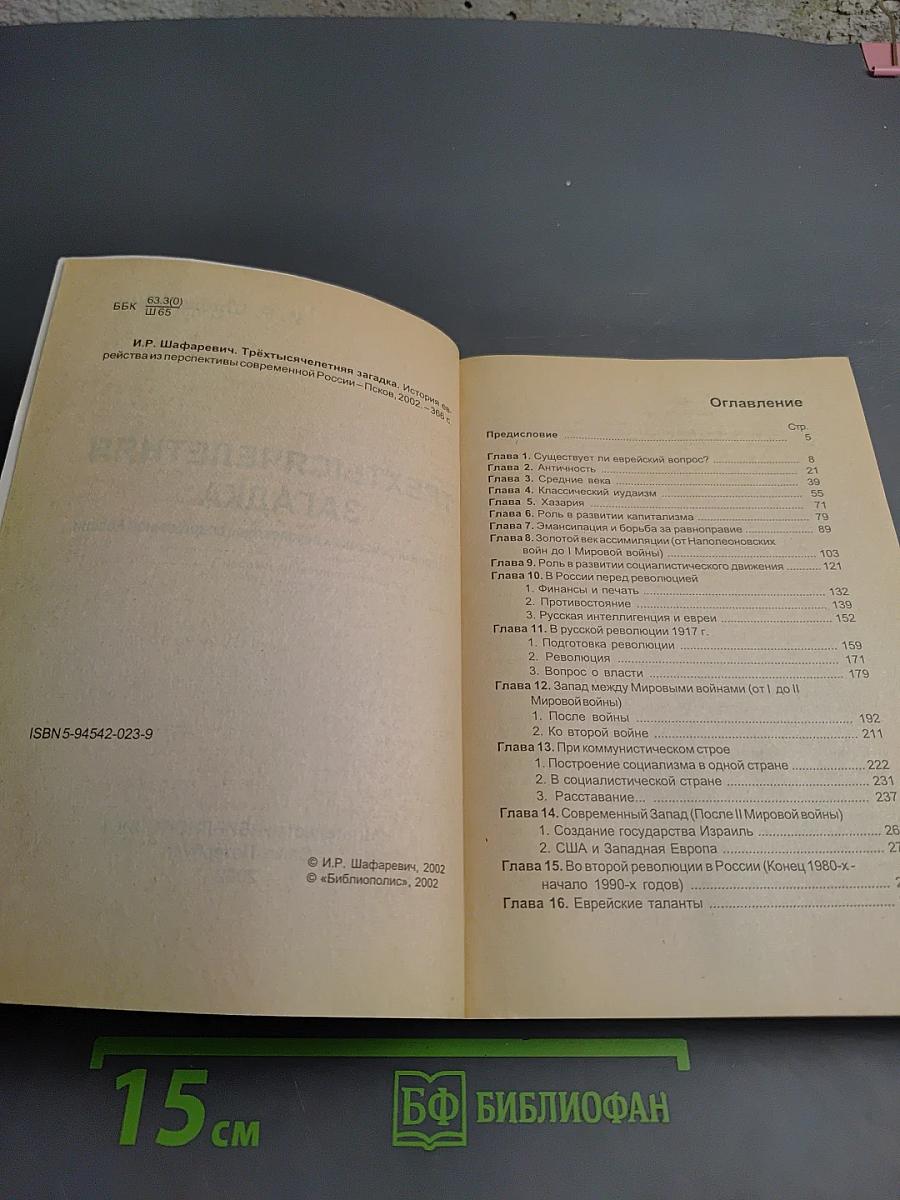 ББК 63.3(0)
Ш 65
И.Р. Шафаревич. Трёхтысячелетняя загадка. История ев-
рейства из перспективы современной России – Псков, 2002. – 366 с.
ISBN 5-94542-023-9
© И.Р. Шафаревич, 2002
© «Библиополис», 2002
Оглавление
Стр.
Предисловие 5
Глава 1. Существует ли еврейский вопрос? 8
Глава 2. Античность 21
Глава 3. Средние века 39
Глава 4. Классический иудаизм 55
Глава 5. Хазария 71
Глава 6. Роль в развитии капитализма 79
Глава 7. Эмансипация и борьба за равноправие 89
Глава 8. Золотой век ассимиляции (от Наполеоновских
войн до I Мировой войны) 103
Глава 9. Роль в развитии социалистического движения 121
Глава 10. В России перед революцией
1. Финансы и печать 132
2. Противостояние 139
3. Русская интеллигенция и евреи 152
Глава 11. В русской революции 1917 г.
1. Подготовка революции 159
2. Революция 171
3. Вопрос о власти 179
Глава 12. Запад между Мировыми войнами (от I до II
Мировой войны)
1. После войны 192
2. Ко второй войне 211
Глава 13. При коммунистическом строе
1. Построение социализма в одной стране 222
2. В социалистической стране 231
3. Расставание... 237
Глава 14. Современный Запад (После II Мировой войны)
1. Создание государства Израиль 26
2. США и Западная Европа 27
Глава 15. Во второй революции в России (Конец 1980-х -
начало 1990-х годов)
Глава 16. Еврейские таланты
15 см
БФ БИБЛИОФАН